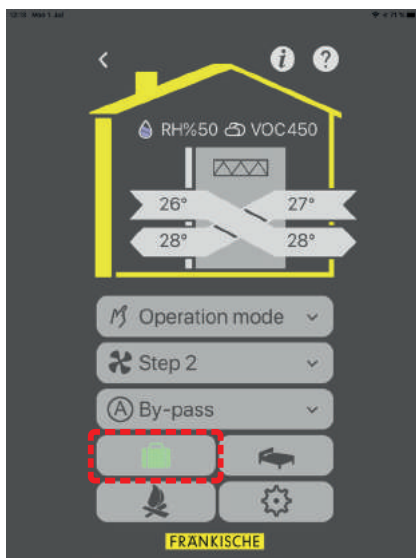 RH%50 VOC450
26° 27°
28° 28°
Operation mode
Step 2
A By-pass
FRÄNKISCHE